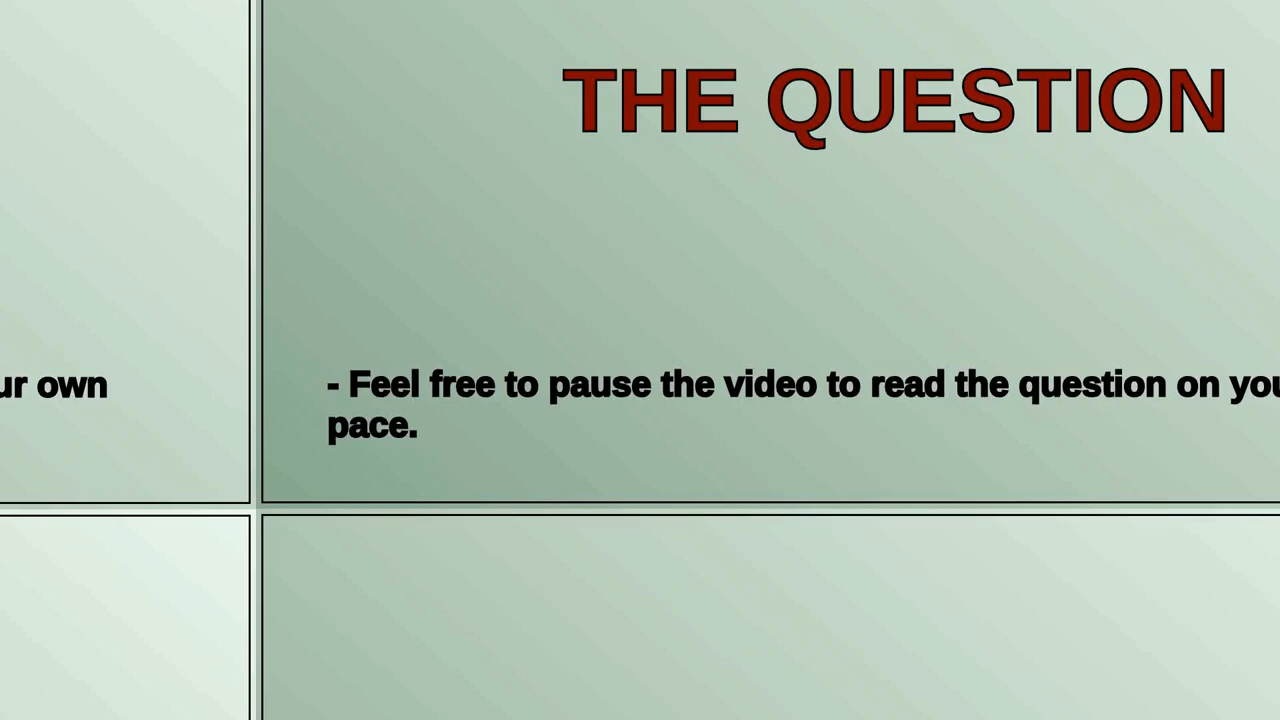 THE QUESTION
ur own
- Feel free to pause the video to read the question on you
pace.